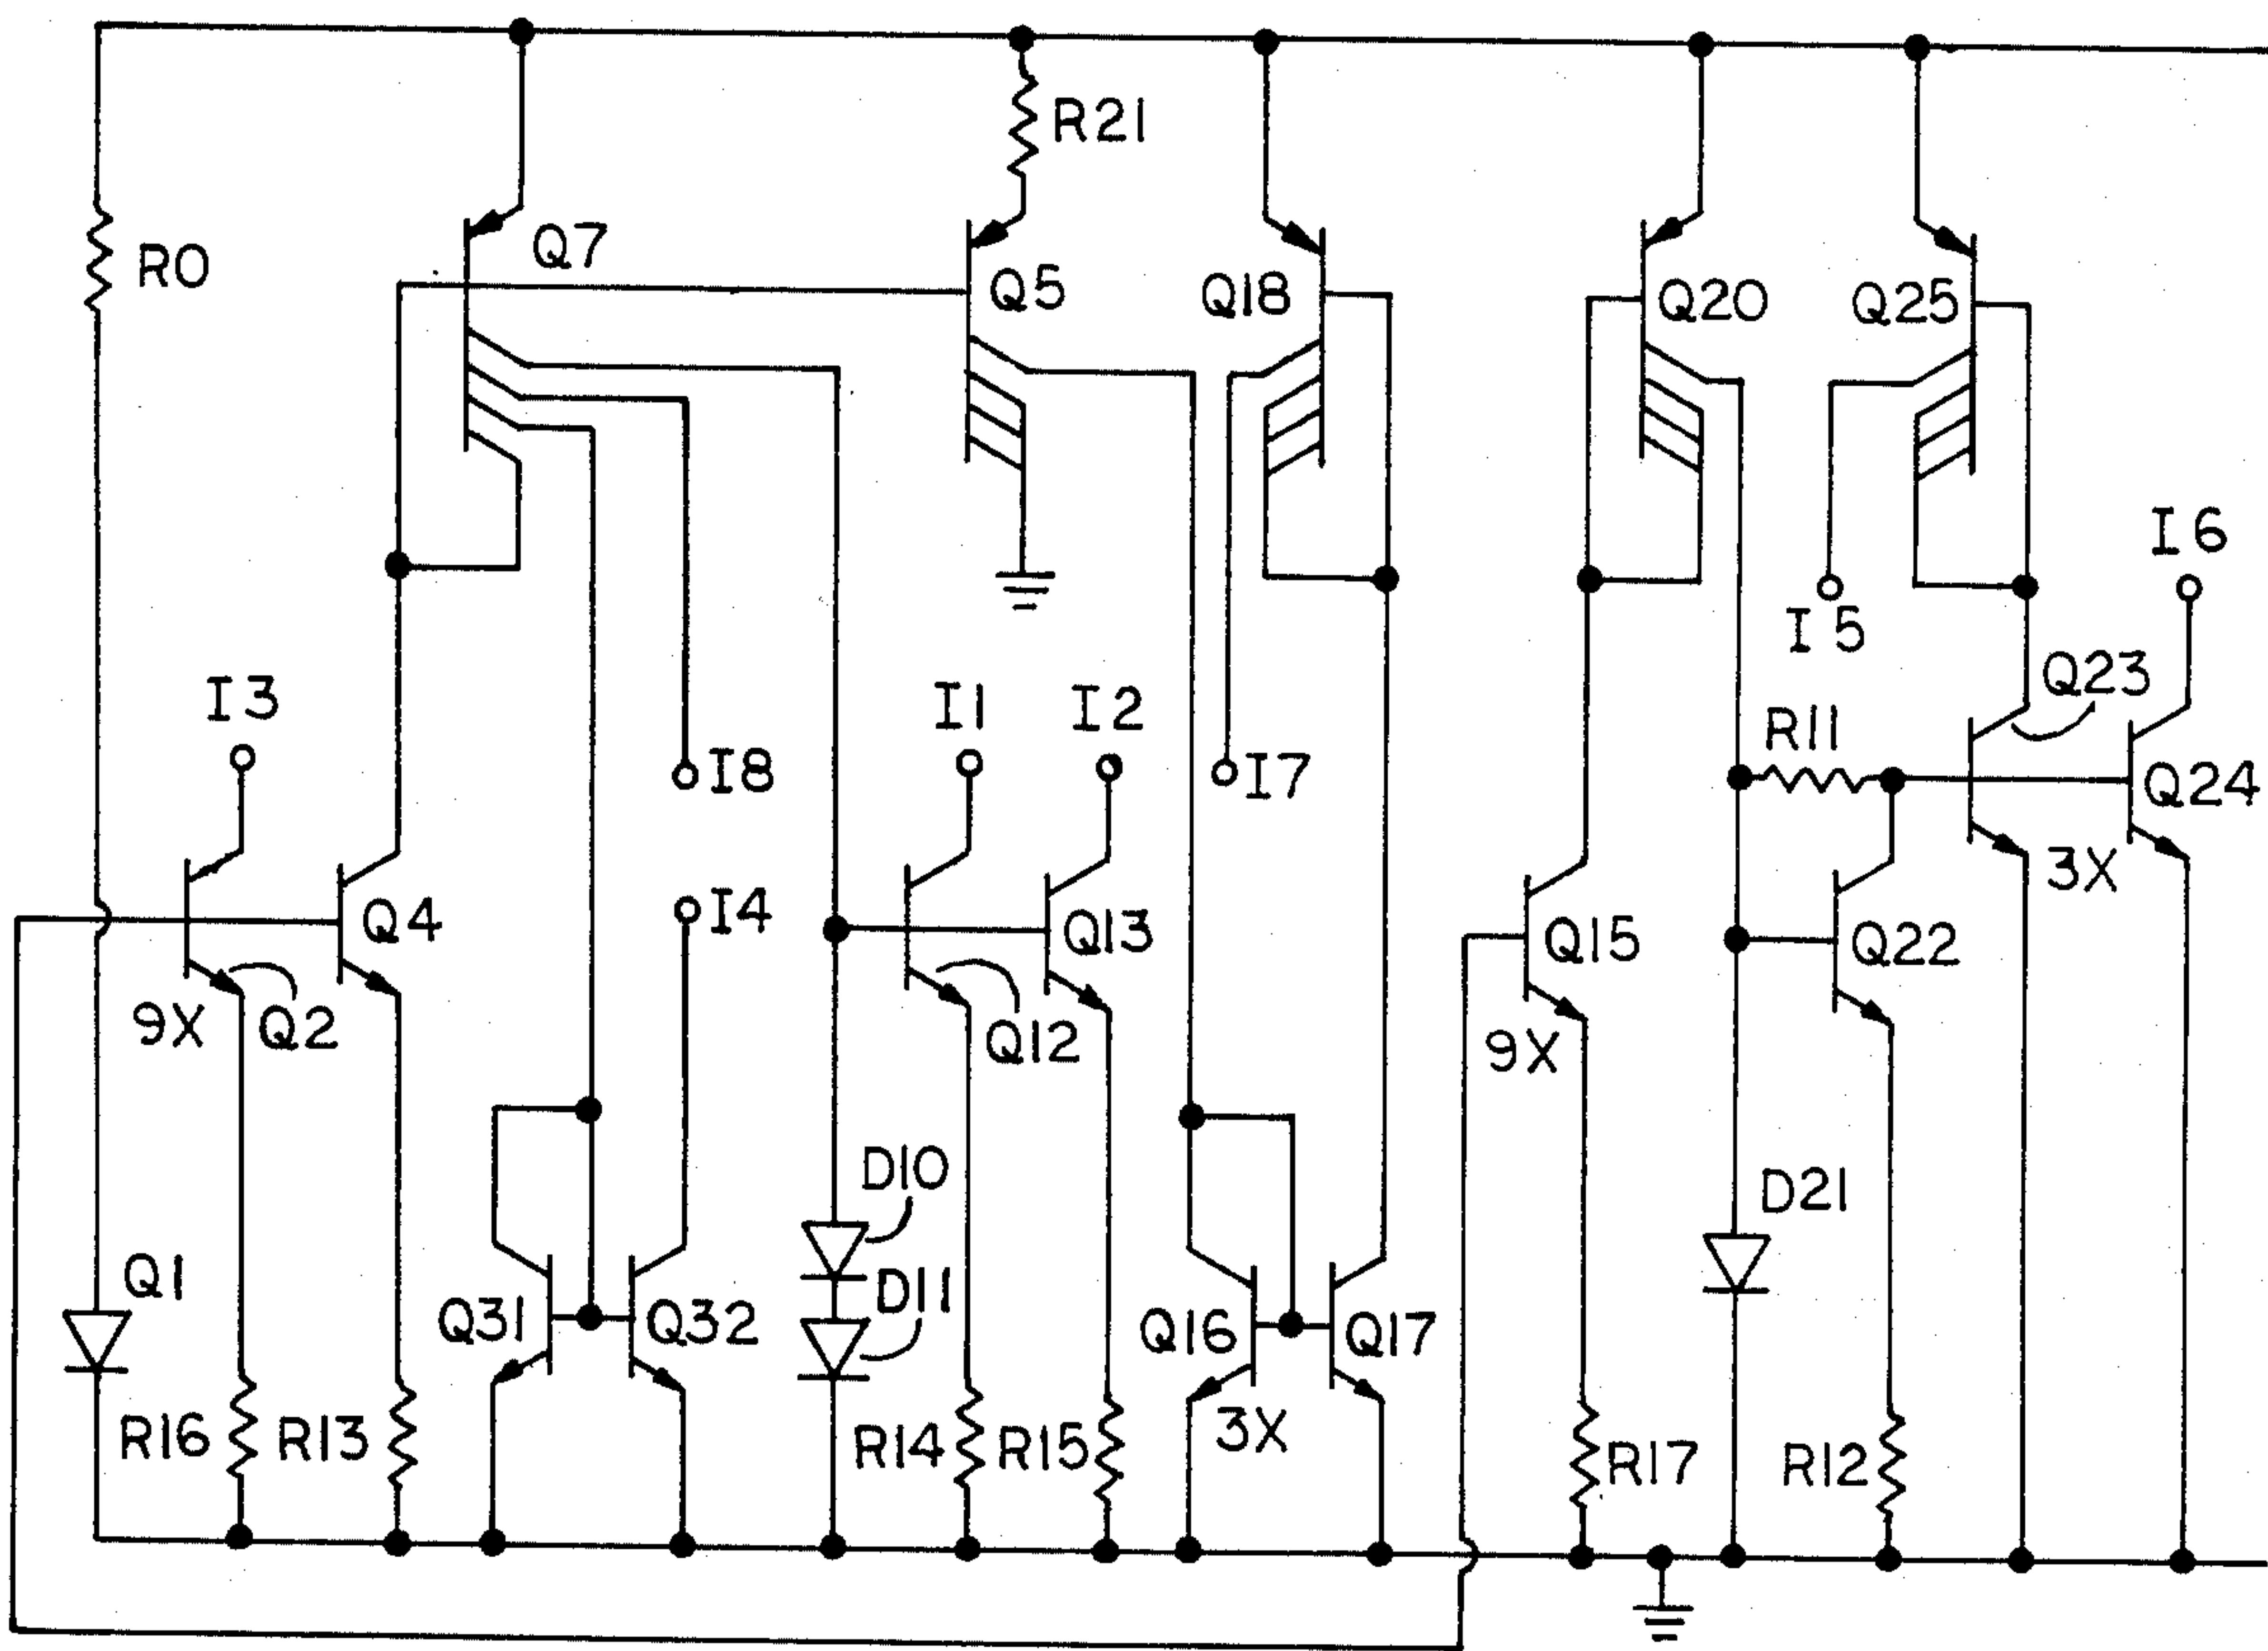 R21
R0
Q7
Q5
Q18
Q20
Q25
I6
I5
I3
I1
I2
Q23
R11
I8
I7
Q24
I4
3X
Q4
Q13
Q15
Q22
9X
Q2
Q12
9X
D10
D21
Q1
D11
Q31
Q32
Q16
Q17
3X
R16
R13
R14
R15
R17
R12